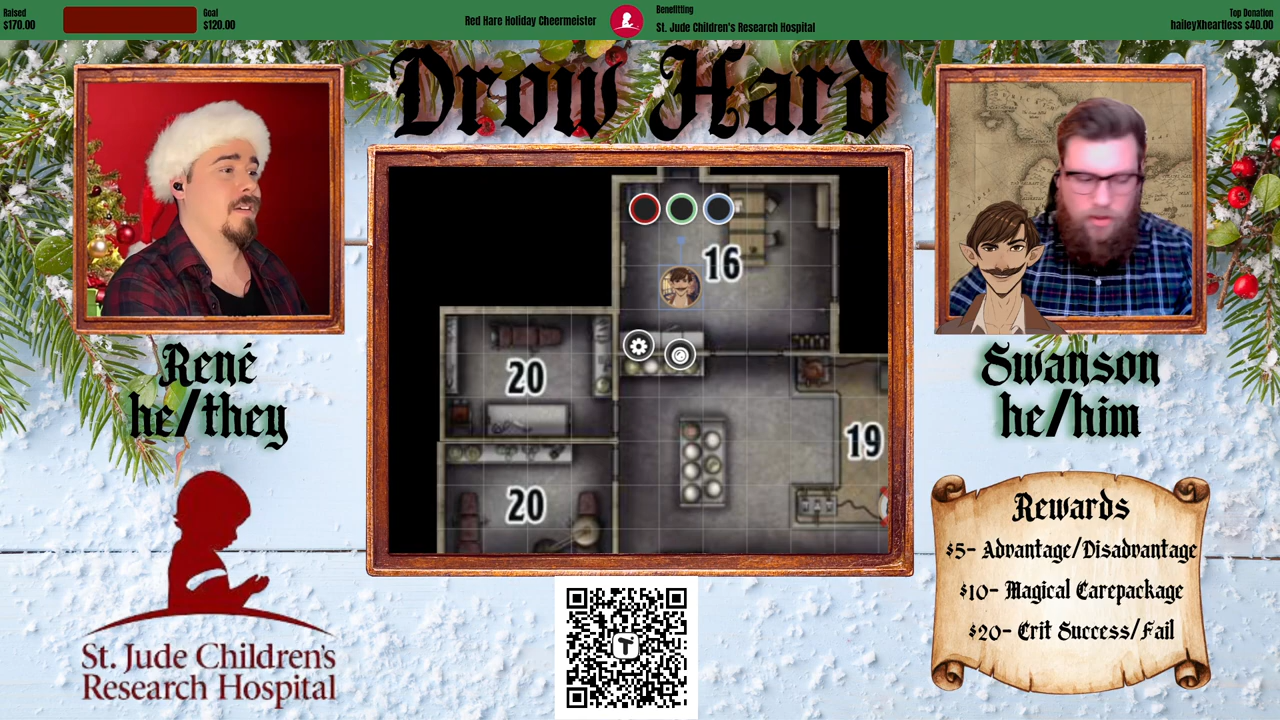 Raised
$170.00
Goal
$120.00
Red Hare Holiday Cheermeister
Benefitting
St. Jude Children's Research Hospital
Top Donation
haileyXheartless $40.00
Drow Hard
16
20
19
20
René
he/they
Swanson
he/him
St. Jude Children's
Research Hospital
Rewards
$5- Advantage/Disadvantage
$10- Magical Carepackage
$20- Crit Success/Fail